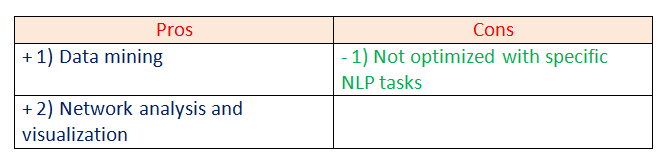 Pros Cons
+ 1) Data mining
- 1) Not optimized with specific
NLP tasks
+ 2) Network analysis and
visualization